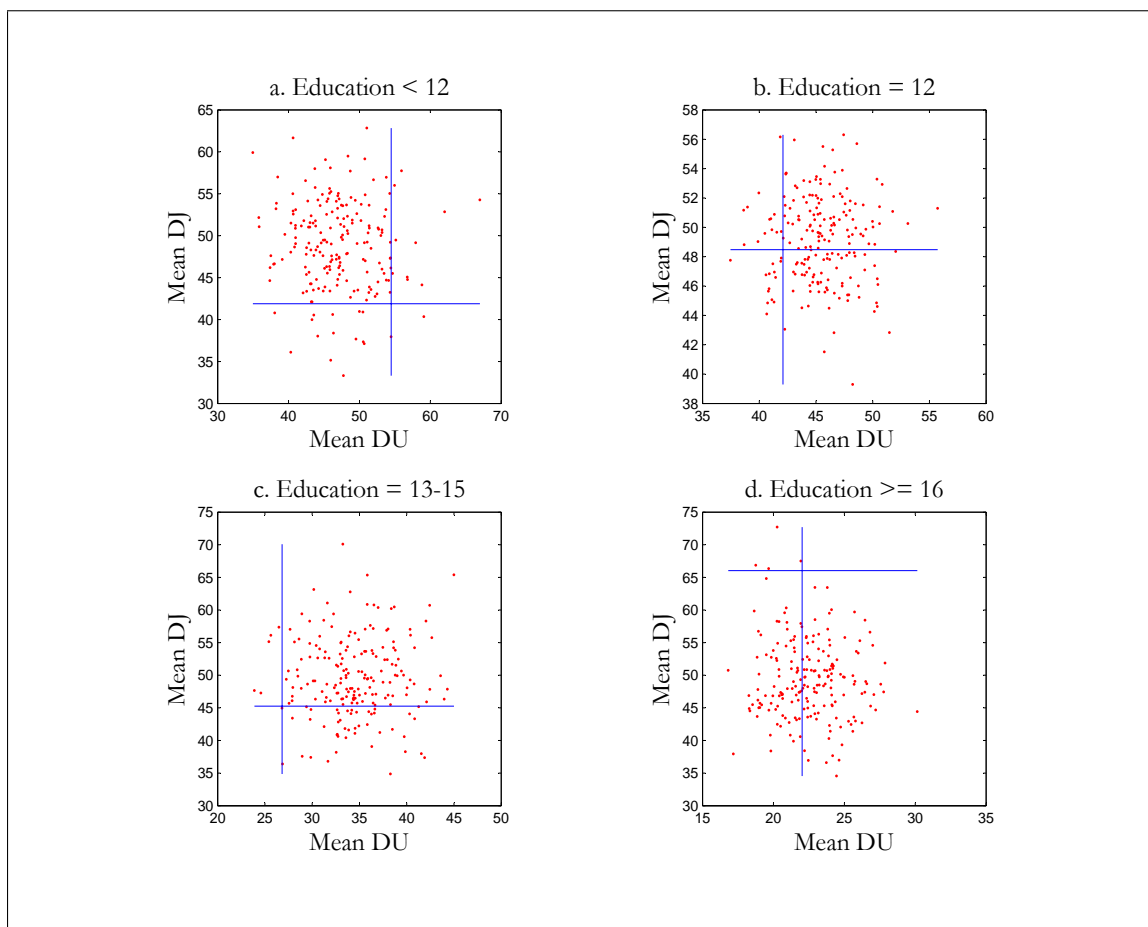 a. Education < 12
65
60
55
50
45
40
35
30
30 40 50 60 70
Mean DJ
Mean DU
b. Education = 12
58
56
54
52
50
48
46
44
42
40
38
35 40 45 50 55 60
Mean DJ
Mean DU
c. Education = 13-15
75
70
65
60
55
50
45
40
35
30
20 25 30 35 40 45 50
Mean DJ
Mean DU
d. Education >= 16
75
70
65
60
55
50
45
40
35
30
15 20 25 30 35
Mean DJ
Mean DU